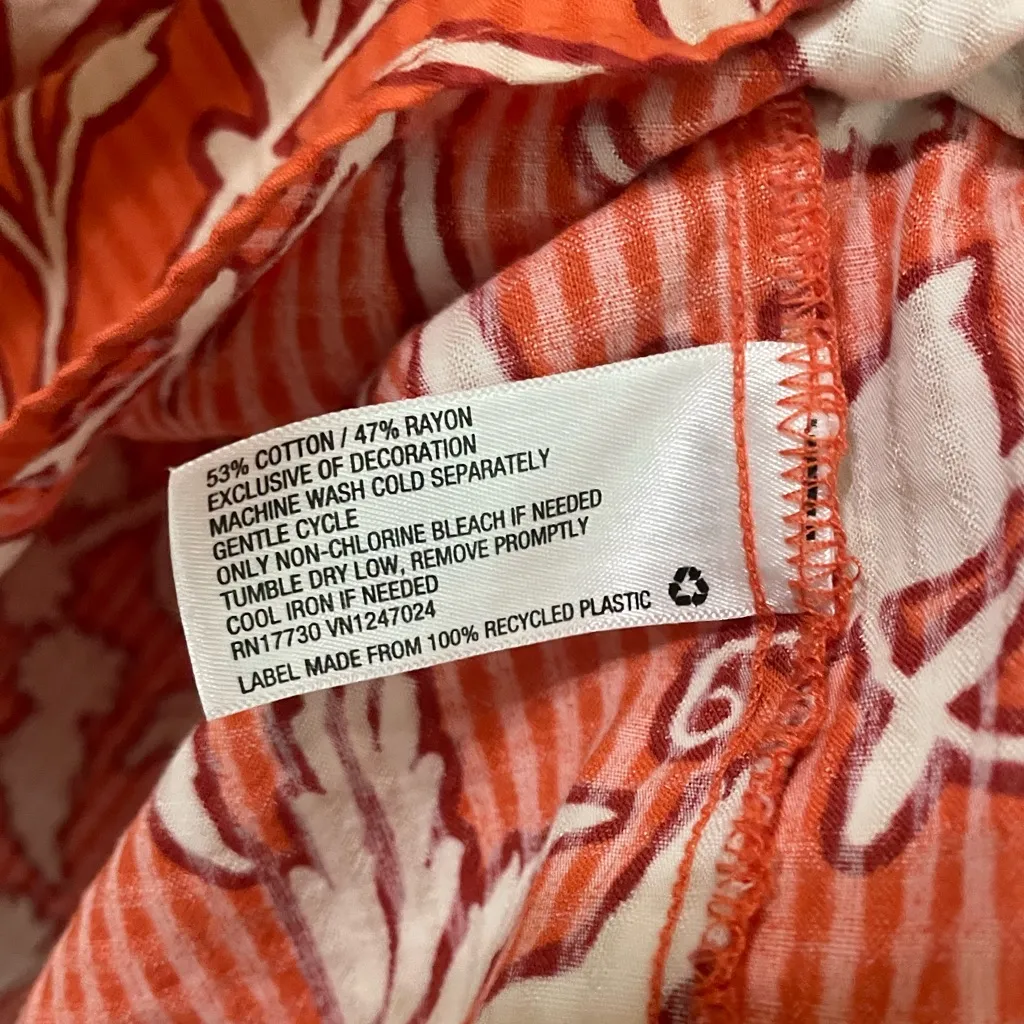 53% COTTON / 47% RAYON
EXCLUSIVE OF DECORATION
MACHINE WASH COLD SEPARATELY
GENTLE CYCLE
ONLY NON-CHLORINE BLEACH IF NEEDED
TUMBLE DRY LOW, REMOVE PROMPTLY
COOL IRON IF NEEDED
RN17730 VN1247024
LABEL MADE FROM 100% RECYCLED PLASTIC